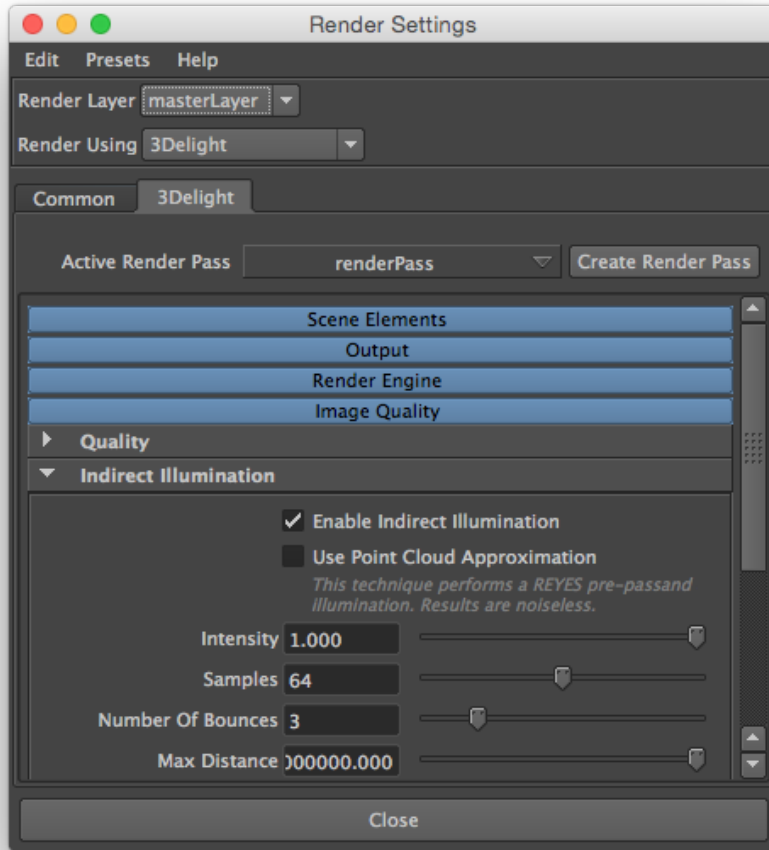 Render Settings
Edit Presets Help
Render Layer masterLayer
Render Using 3Delight
Common 3Delight
Active Render Pass renderPass Create Render Pass
Scene Elements
Output
Render Engine
Image Quality
Quality
Indirect Illumination
Enable Indirect Illumination
Use Point Cloud Approximation
This technique performs a REYES pre-passand
illumination. Results are noiseless.
Intensity 1.000
Samples 64
Number Of Bounces 3
Max Distance 000000.000
Close